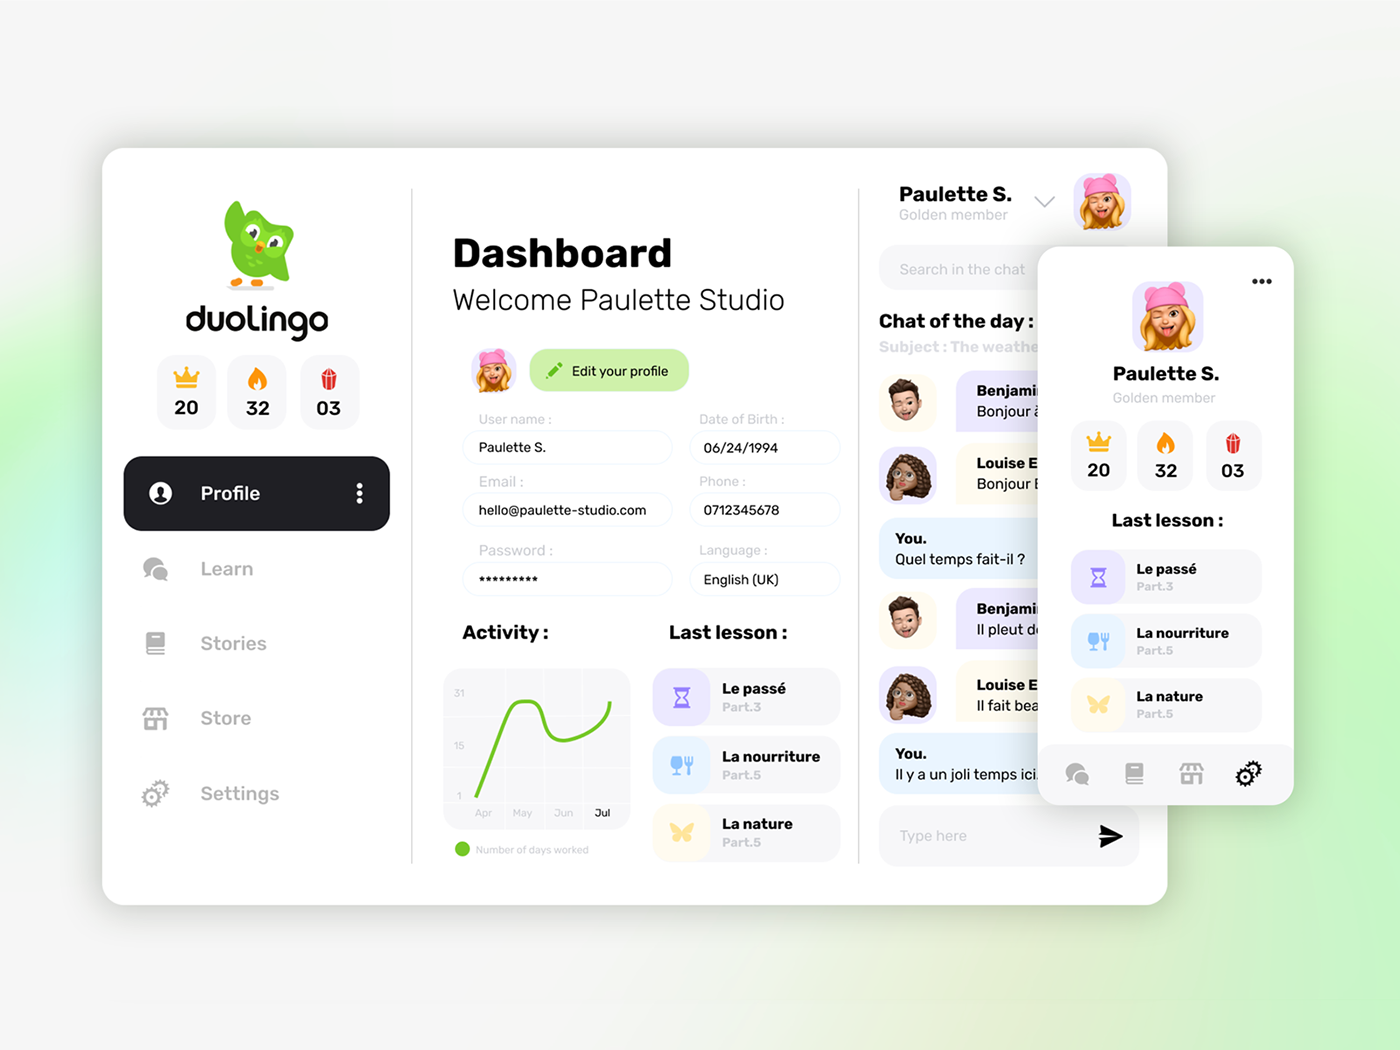 duolingo
20
32
03
Profile
Learn
Stories
Store
Settings
Dashboard
Welcome Paulette Studio
Edit your profile
User name :
Paulette S.
Date of Birth :
06/24/1994
Email :
hello@paulette-studio.com
Phone :
0712345678
Password :
*********
Language :
English (UK)
Activity :
31
15
1
Apr
May
Jun
Jul
Number of days worked
Last lesson :
Le passé
Part.3
La nourriture
Part.5
La nature
Part.5
Paulette S.
Golden member
Search in the chat
Chat of the day :
Subject : The weathe
Benjami
Bonjour à
Louise E
Bonjour
You.
Quel temps fait-il ?
Benjami
Il pleut d
Louise E
Il fait bea
You.
Il y a un joli temps ici.
Type here
Paulette S.
Golden member
20
32
03
Last lesson :
Le passé
Part.3
La nourriture
Part.5
La nature
Part.5